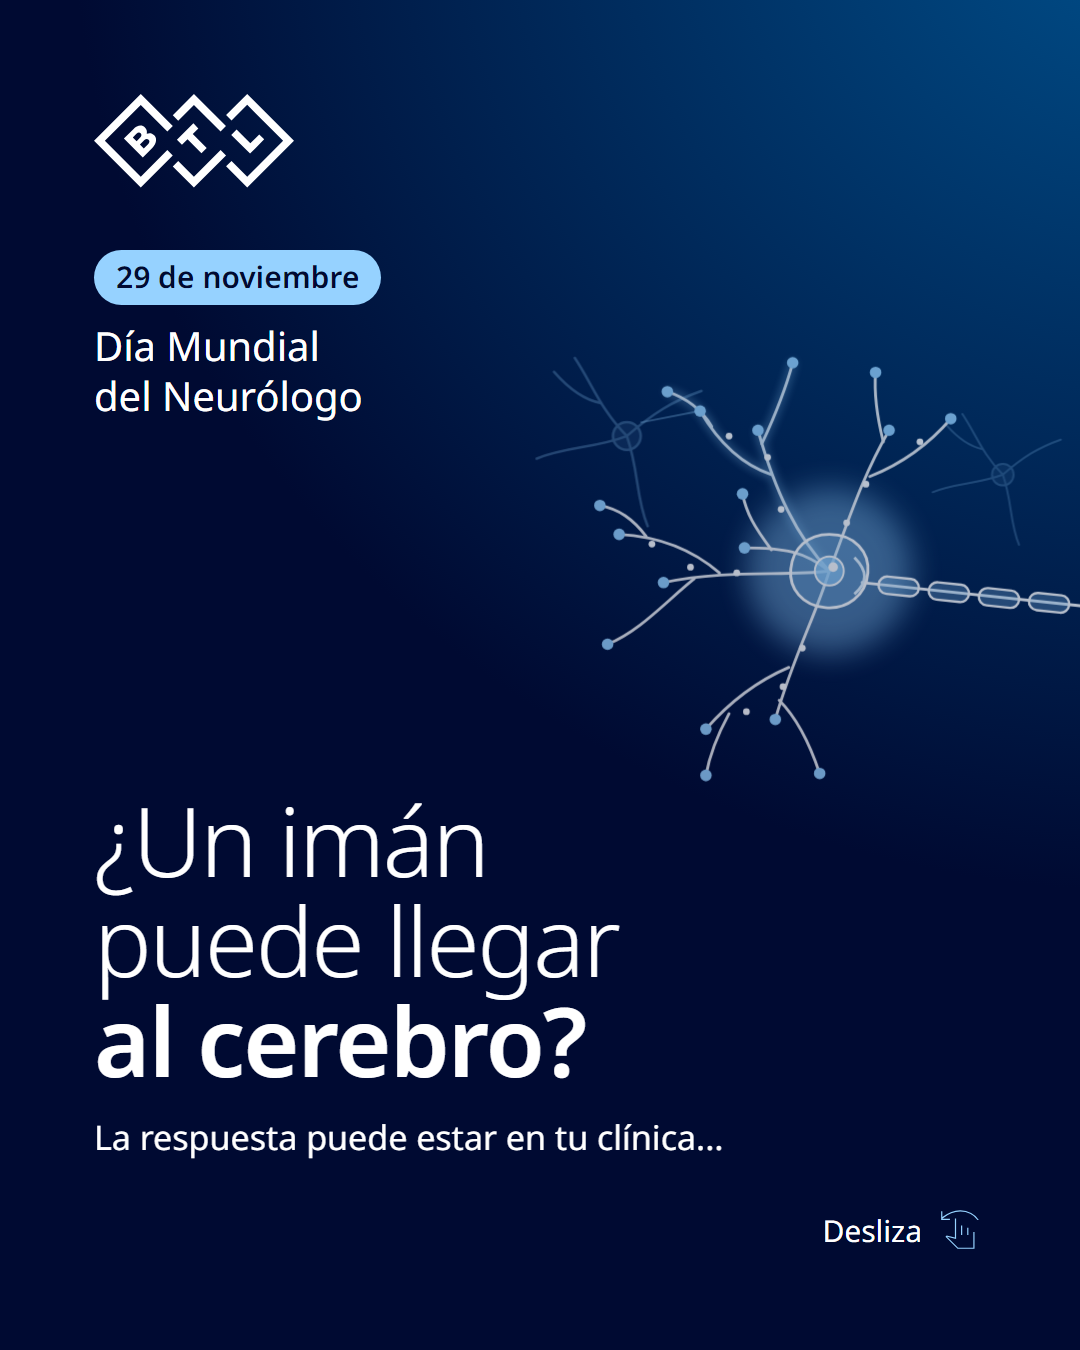 BTL
29 de noviembre
Día Mundial
del Neurólogo
¿Un imán
puede llegar
al cerebro?
La respuesta puede estar en tu clínica...
Desliza